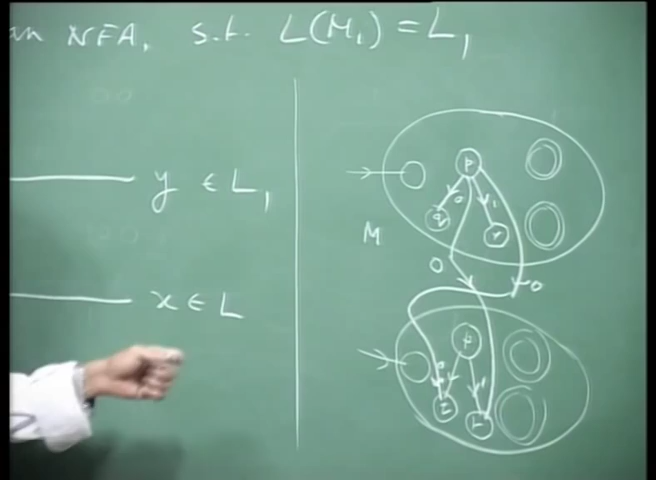 an NFA, s.t. L(M₁) = L₁
y ∈ L₁
x ∈ L
p
0 1
q r
M
0 0
p
0 1